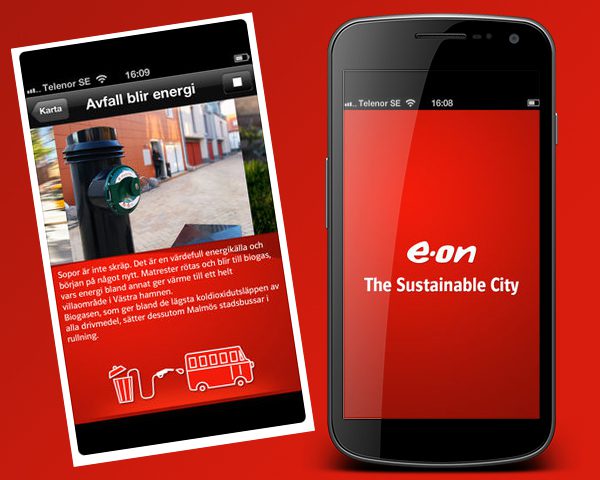 Telenor SE 16:09
Karta
Avfall blir energi
Sopor är inte skräp. Det är en värdefull energikälla och
början på något nytt. Matrester rötas och blir till biogas,
vars energi bland annat ger värme till ett helt
villaområde i Västra hamnen.
Biogasen, som ger bland de lägsta koldioxidutsläppen av
alla drivmedel, sätter dessutom Malmös stadsbussar i
rullning.
Telenor SE 16:08
e·on
The Sustainable City